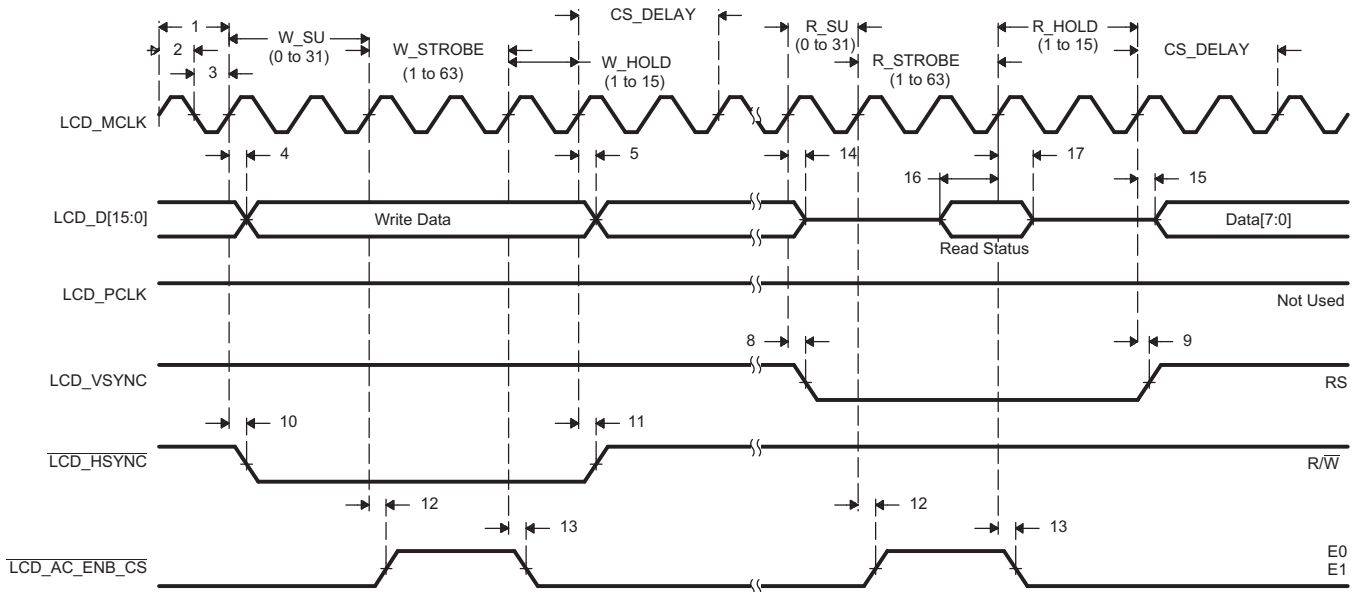 CS_DELAY
1
W_SU
(0 to 31)
R_SU
(0 to 31)
R_HOLD
(1 to 15)
2
W_STROBE
(1 to 63)
W_HOLD
(1 to 15)
R_STROBE
(1 to 63)
CS_DELAY
3
LCD_MCLK
4
5
14
17
16
15
LCD_D[15:0]
Write Data
Data[7:0]
Read Status
LCD_PCLK
Not Used
8
9
LCD_VSYNC
RS
10
11
LCD_HSYNC
R/W
12
13
12
13
LCD_AC_ENB_CS
E0
E1